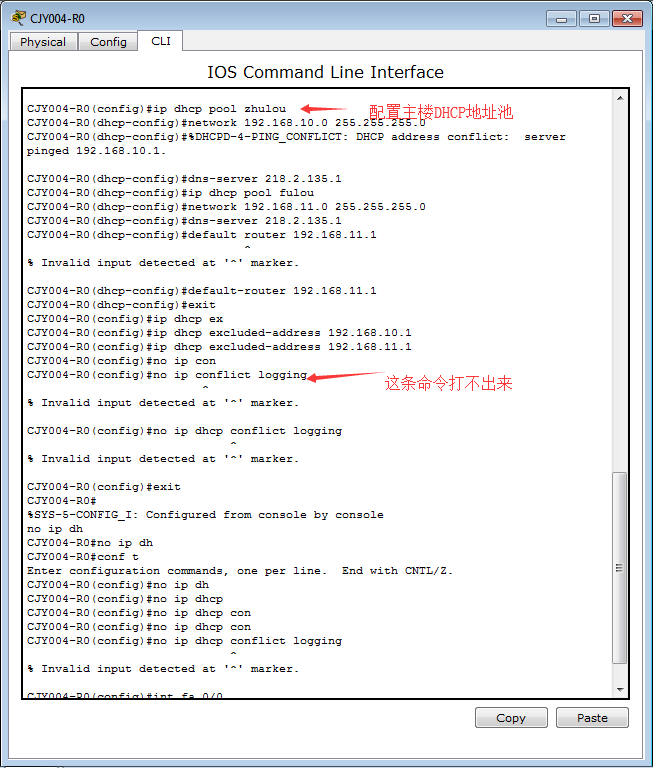 CJY004-R0
Physical Config CLI
IOS Command Line Interface
CJY004-R0(config)#ip dhcp pool zhulou
配置主楼DHCP地址池
CJY004-R0(dhcp-config)#network 192.168.10.0 255.255.255.0
CJY004-R0(dhcp-config)#%DHCPD-4-PING_CONFLICT: DHCP address conflict:  server
pinged 192.168.10.1.
CJY004-R0(dhcp-config)#dns-server 218.2.135.1
CJY004-R0(dhcp-config)#ip dhcp pool fulou
CJY004-R0(dhcp-config)#network 192.168.11.0 255.255.255.0
CJY004-R0(dhcp-config)#dns-server 218.2.135.1
CJY004-R0(dhcp-config)#default router 192.168.11.1
^
% Invalid input detected at '^' marker.
CJY004-R0(dhcp-config)#default-router 192.168.11.1
CJY004-R0(dhcp-config)#exit
CJY004-R0(config)#ip dhcp ex
CJY004-R0(config)#ip dhcp excluded-address 192.168.10.1
CJY004-R0(config)#ip dhcp excluded-address 192.168.11.1
CJY004-R0(config)#no ip con
CJY004-R0(config)#no ip conflict logging
这条命令打不出来
^
% Invalid input detected at '^' marker.
CJY004-R0(config)#no ip dhcp conflict logging
^
% Invalid input detected at '^' marker.
CJY004-R0(config)#exit
CJY004-R0#
%SYS-5-CONFIG_I: Configured from console by console
no ip dh
CJY004-R0#no ip dh
CJY004-R0#conf t
Enter configuration commands, one per line.  End with CNTL/Z.
CJY004-R0(config)#no ip dh
CJY004-R0(config)#no ip dhcp
CJY004-R0(config)#no ip dhcp con
CJY004-R0(config)#no ip dhcp con
CJY004-R0(config)#no ip dhcp conflict logging
^
% Invalid input detected at '^' marker.
CJY004-R0(config)#int fa 0/0
Copy Paste